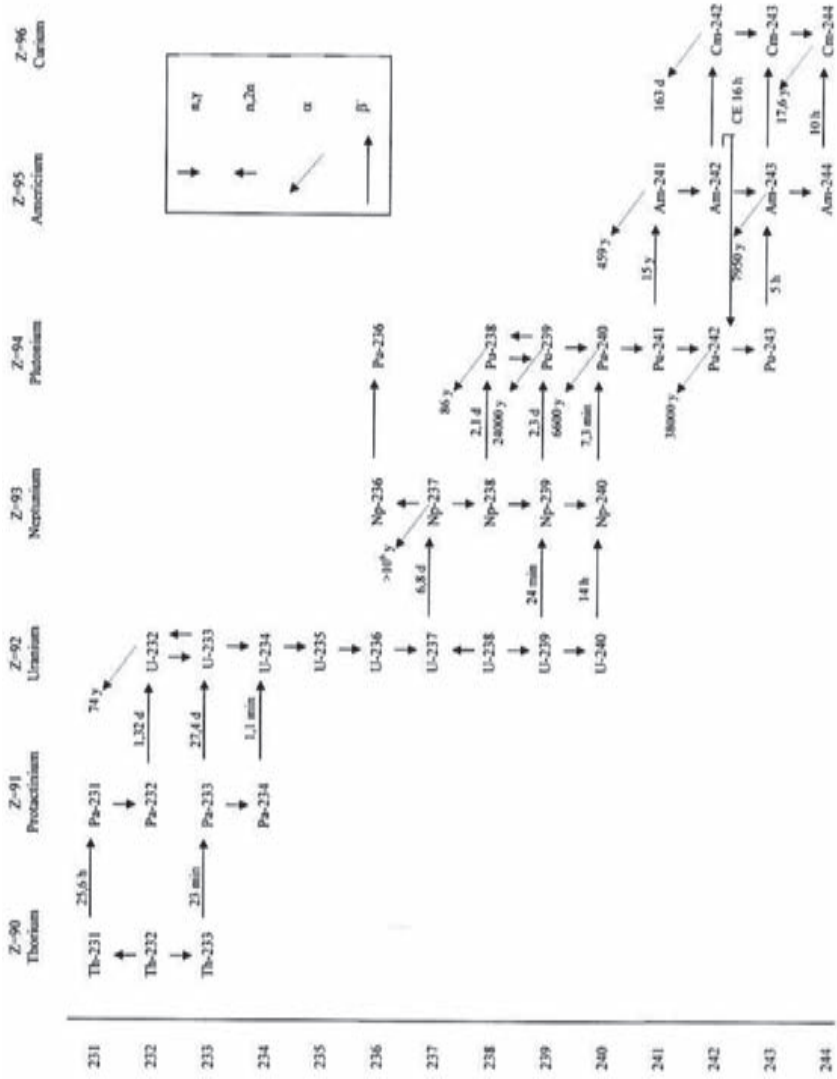 Z=90 Z=91 Z=92 Z=93 Z=94 Z=95 Z=96
Thorium Protactinium Uranium Neptunium Plutonium Americium Curium
n,γ
n,2n
α
β⁻
74 y
231 Th-231 25,6 h Pa-231
232 Th-232 Pa-232 1,32 d U-232
233 Th-233 23 min Pa-233 27,4 d U-233
234 Pa-234 1,1 min U-234
235 U-235
236 U-236 Np-236 Pu-236
>10⁶ y
237 U-237 6,8 d Np-237
86 y
238 U-238 Np-238 2,1 d Pu-238
24000 y
239 U-239 24 min Np-239 2,3 d Pu-239
6600 y
240 U-240 14 h Np-240 7,3 min Pu-240
459 y
241 Pu-241 15 y Am-241
163 d
38000 y
242 Pu-242 Am-242 Cm-242
CE 16 h
7950 y
17,6 y
243 Pu-243 5 h Am-243 Cm-243
10 h
244 Am-244 Cm-244